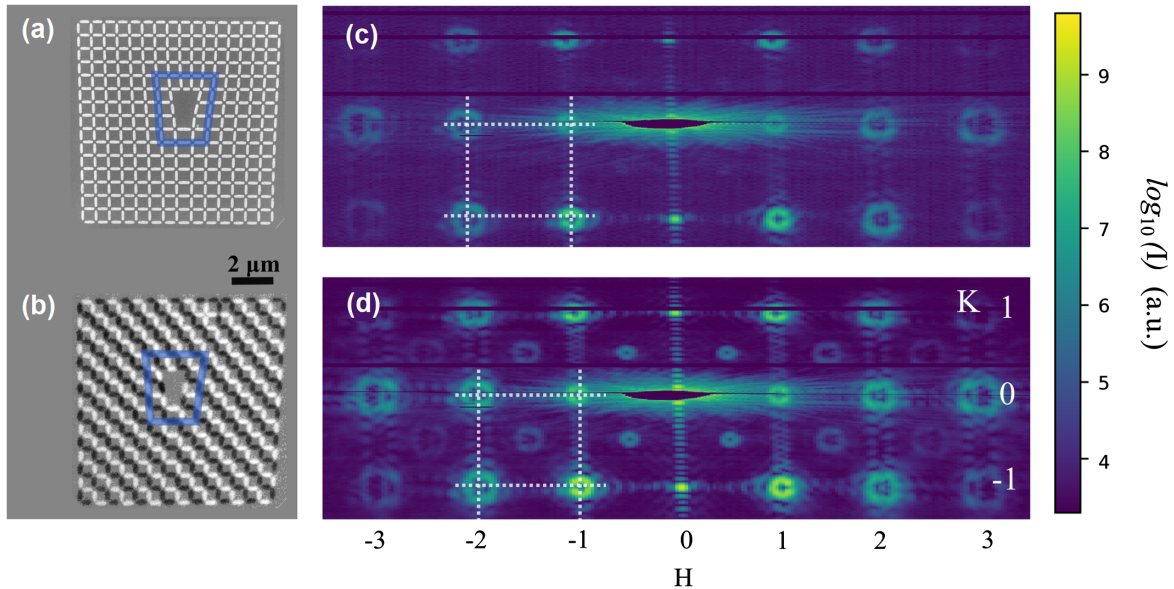 (a)
2 μm
(b)
(c)
(d)
K 1
0
-1
-3 -2 -1 0 1 2 3
H
9
8
7
6
5
4
log₁₀(I) (a.u.)